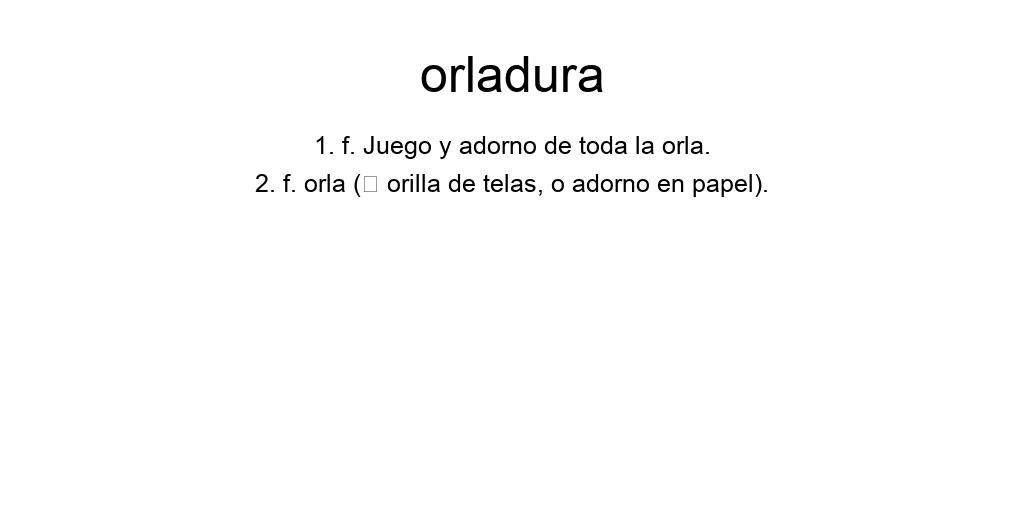 orladura
1. f. Juego y adorno de toda la orla.
2. f. orla (□ orilla de telas, o adorno en papel).